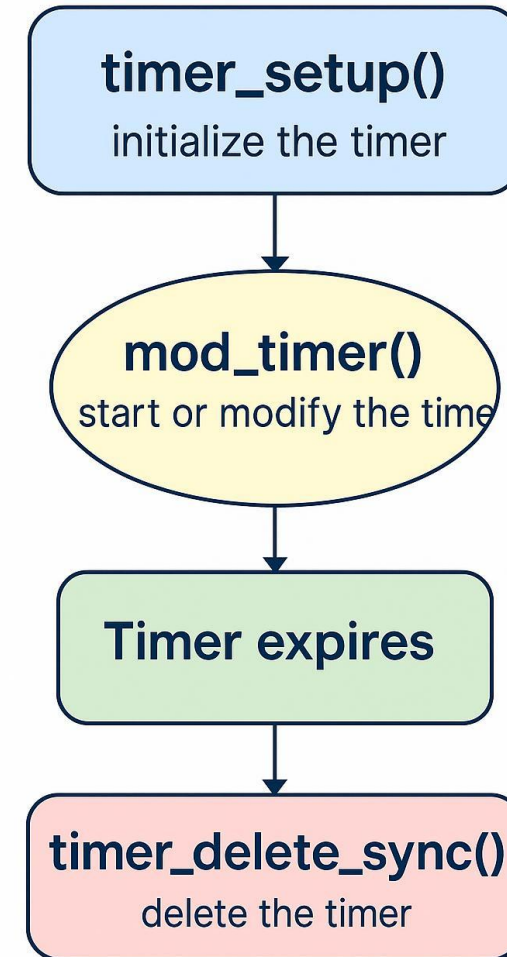 timer_setup()
initialize the timer
mod_timer()
start or modify the time
Timer expires
timer_delete_sync()
delete the timer